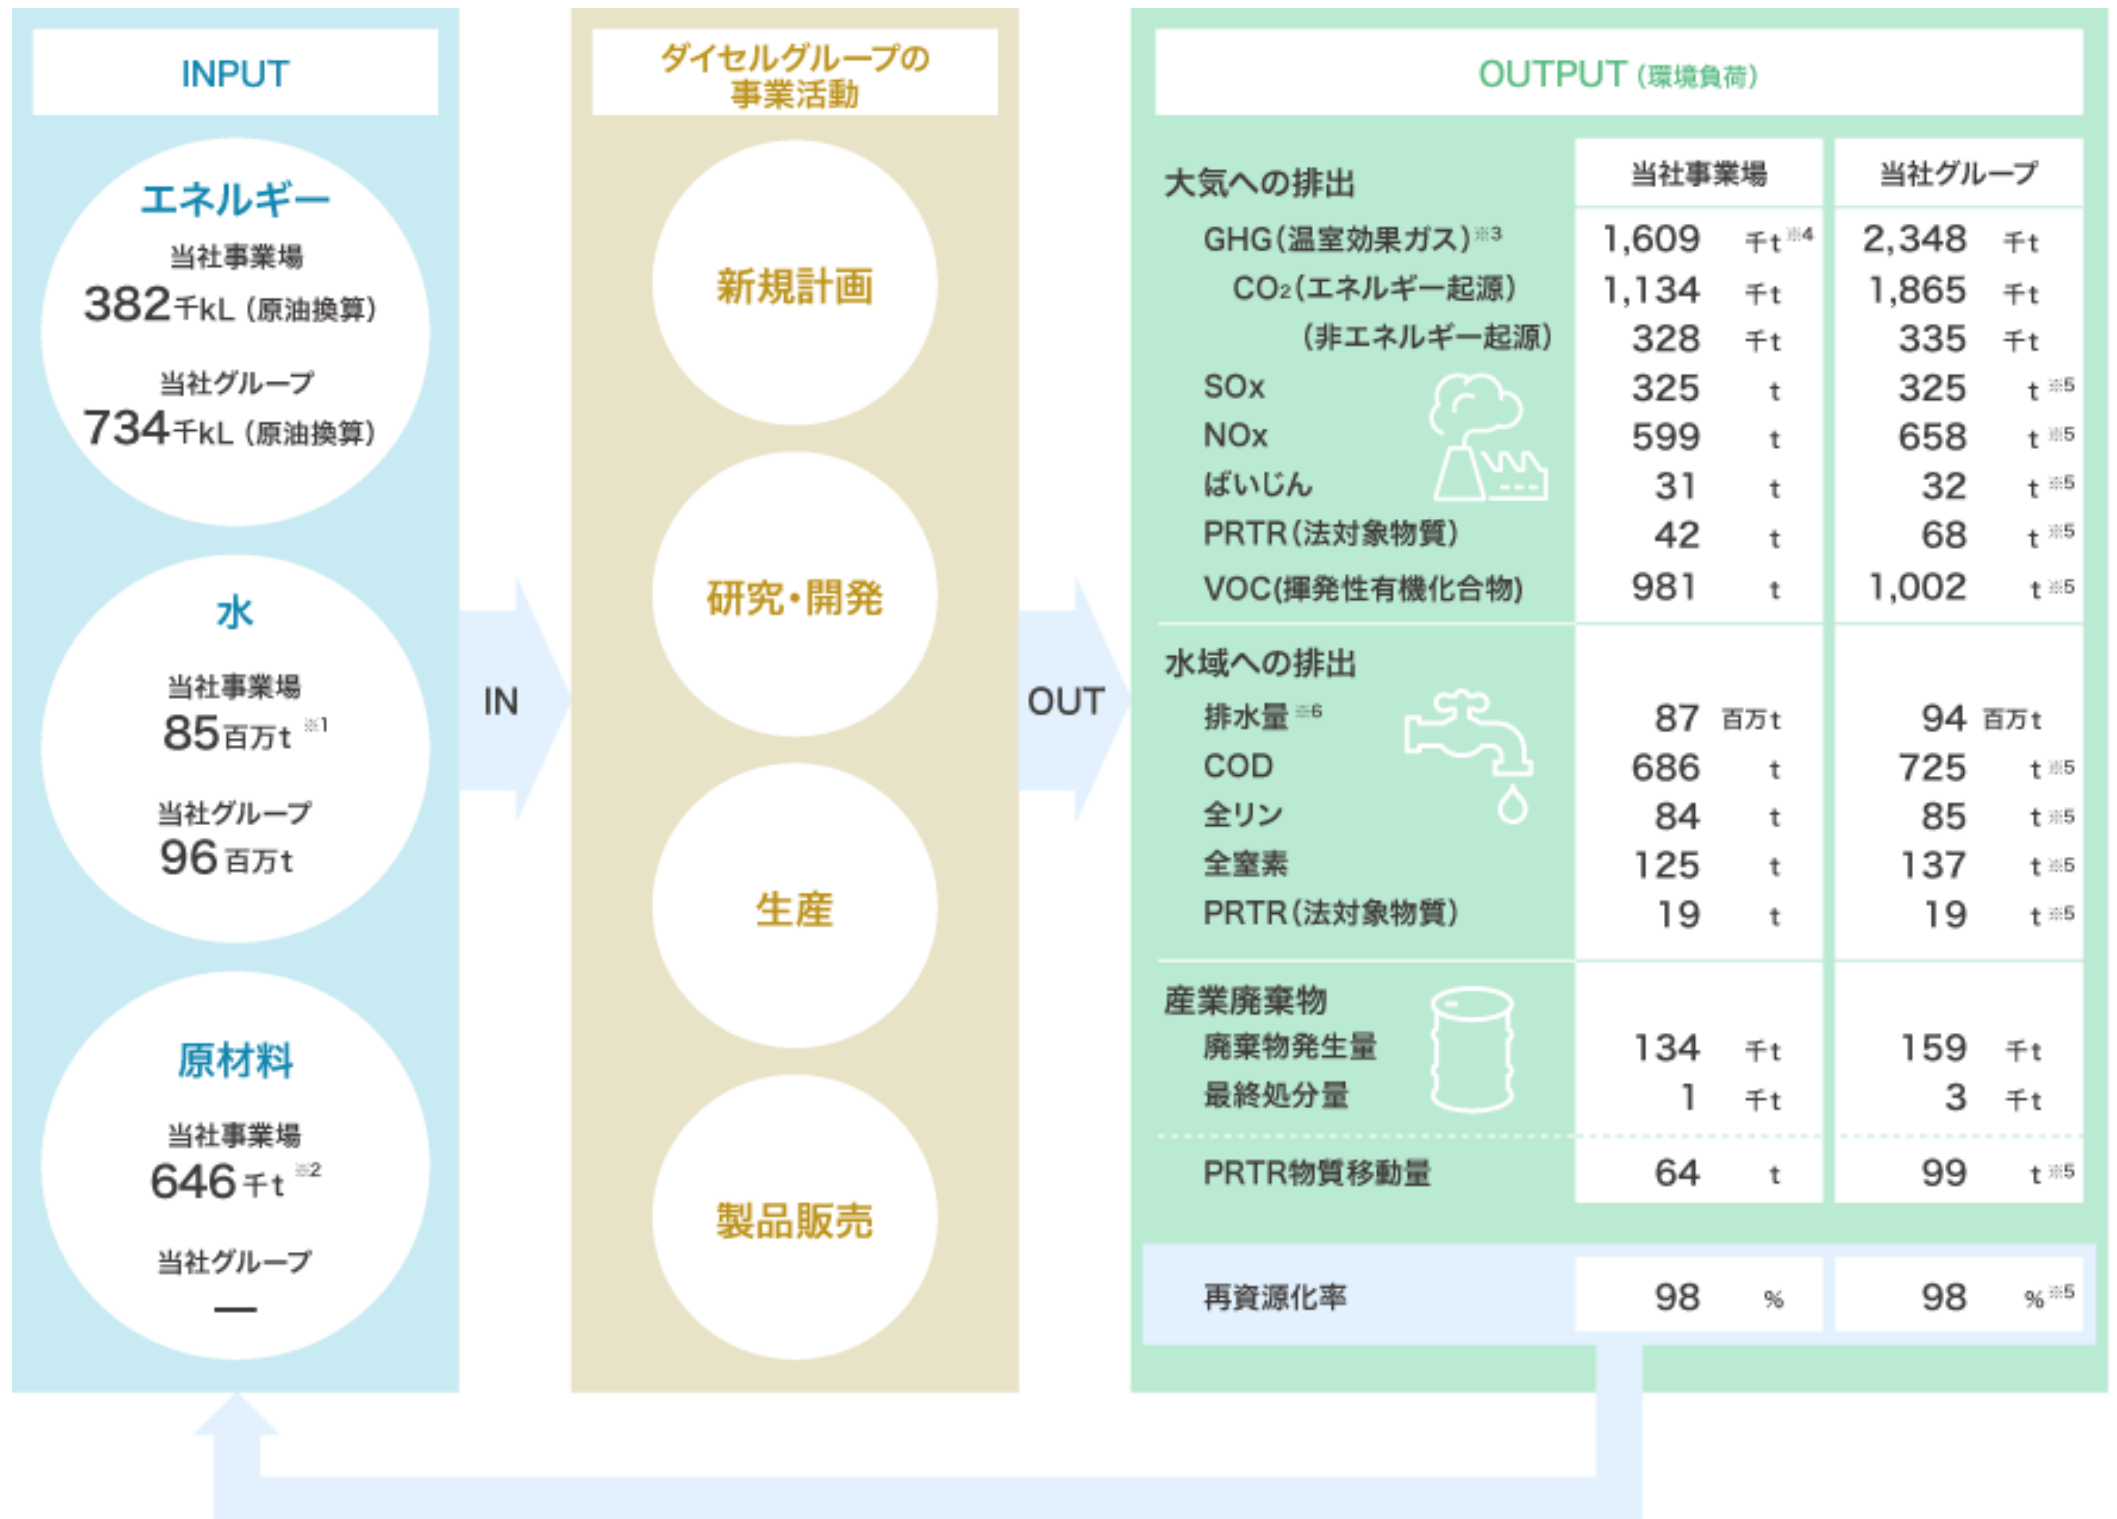 INPUT
エネルギー
当社事業場
382千kL（原油換算）
当社グループ
734千kL（原油換算）
水
当社事業場
85百万t ※1
当社グループ
96百万t
原材料
当社事業場
646千t ※2
当社グループ
—
IN
ダイセルグループの
事業活動
新規計画
研究・開発
生産
製品販売
OUT
OUTPUT（環境負荷）
大気への排出 当社事業場 当社グループ
GHG（温室効果ガス）※3 1,609 千t※4 2,348 千t
CO2（エネルギー起源） 1,134 千t 1,865 千t
（非エネルギー起源） 328 千t 335 千t
SOx 325 t 325 t ※5
NOx 599 t 658 t ※5
ばいじん 31 t 32 t ※5
PRTR（法対象物質） 42 t 68 t ※5
VOC(揮発性有機化合物) 981 t 1,002 t ※5
水域への排出
排水量 ※6 87 百万t 94 百万t
COD 686 t 725 t ※5
全リン 84 t 85 t ※5
全窒素 125 t 137 t ※5
PRTR（法対象物質） 19 t 19 t ※5
産業廃棄物
廃棄物発生量 134 千t 159 千t
最終処分量 1 千t 3 千t
PRTR物質移動量 64 t 99 t ※5
再資源化率 98 % 98 % ※5